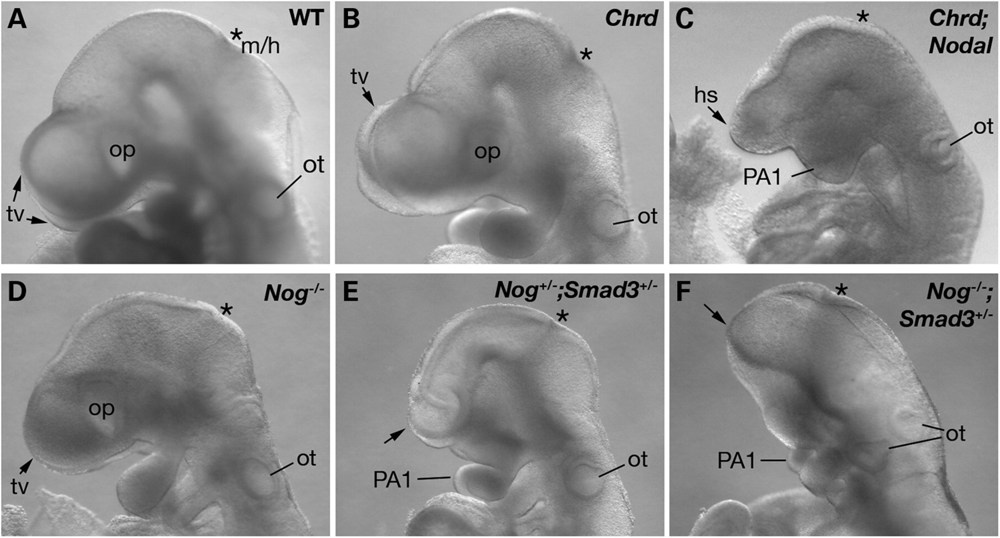 A
WT
*
m/h
op
ot
tv
B
Chrd
*
tv
op
ot
C
Chrd;
Nodal
*
hs
ot
PA1
D
Nog-/-
*
op
ot
tv
E
Nog+/-;Smad3+/-
*
ot
PA1
F
Nog-/-;
Smad3+/-
*
ot
PA1